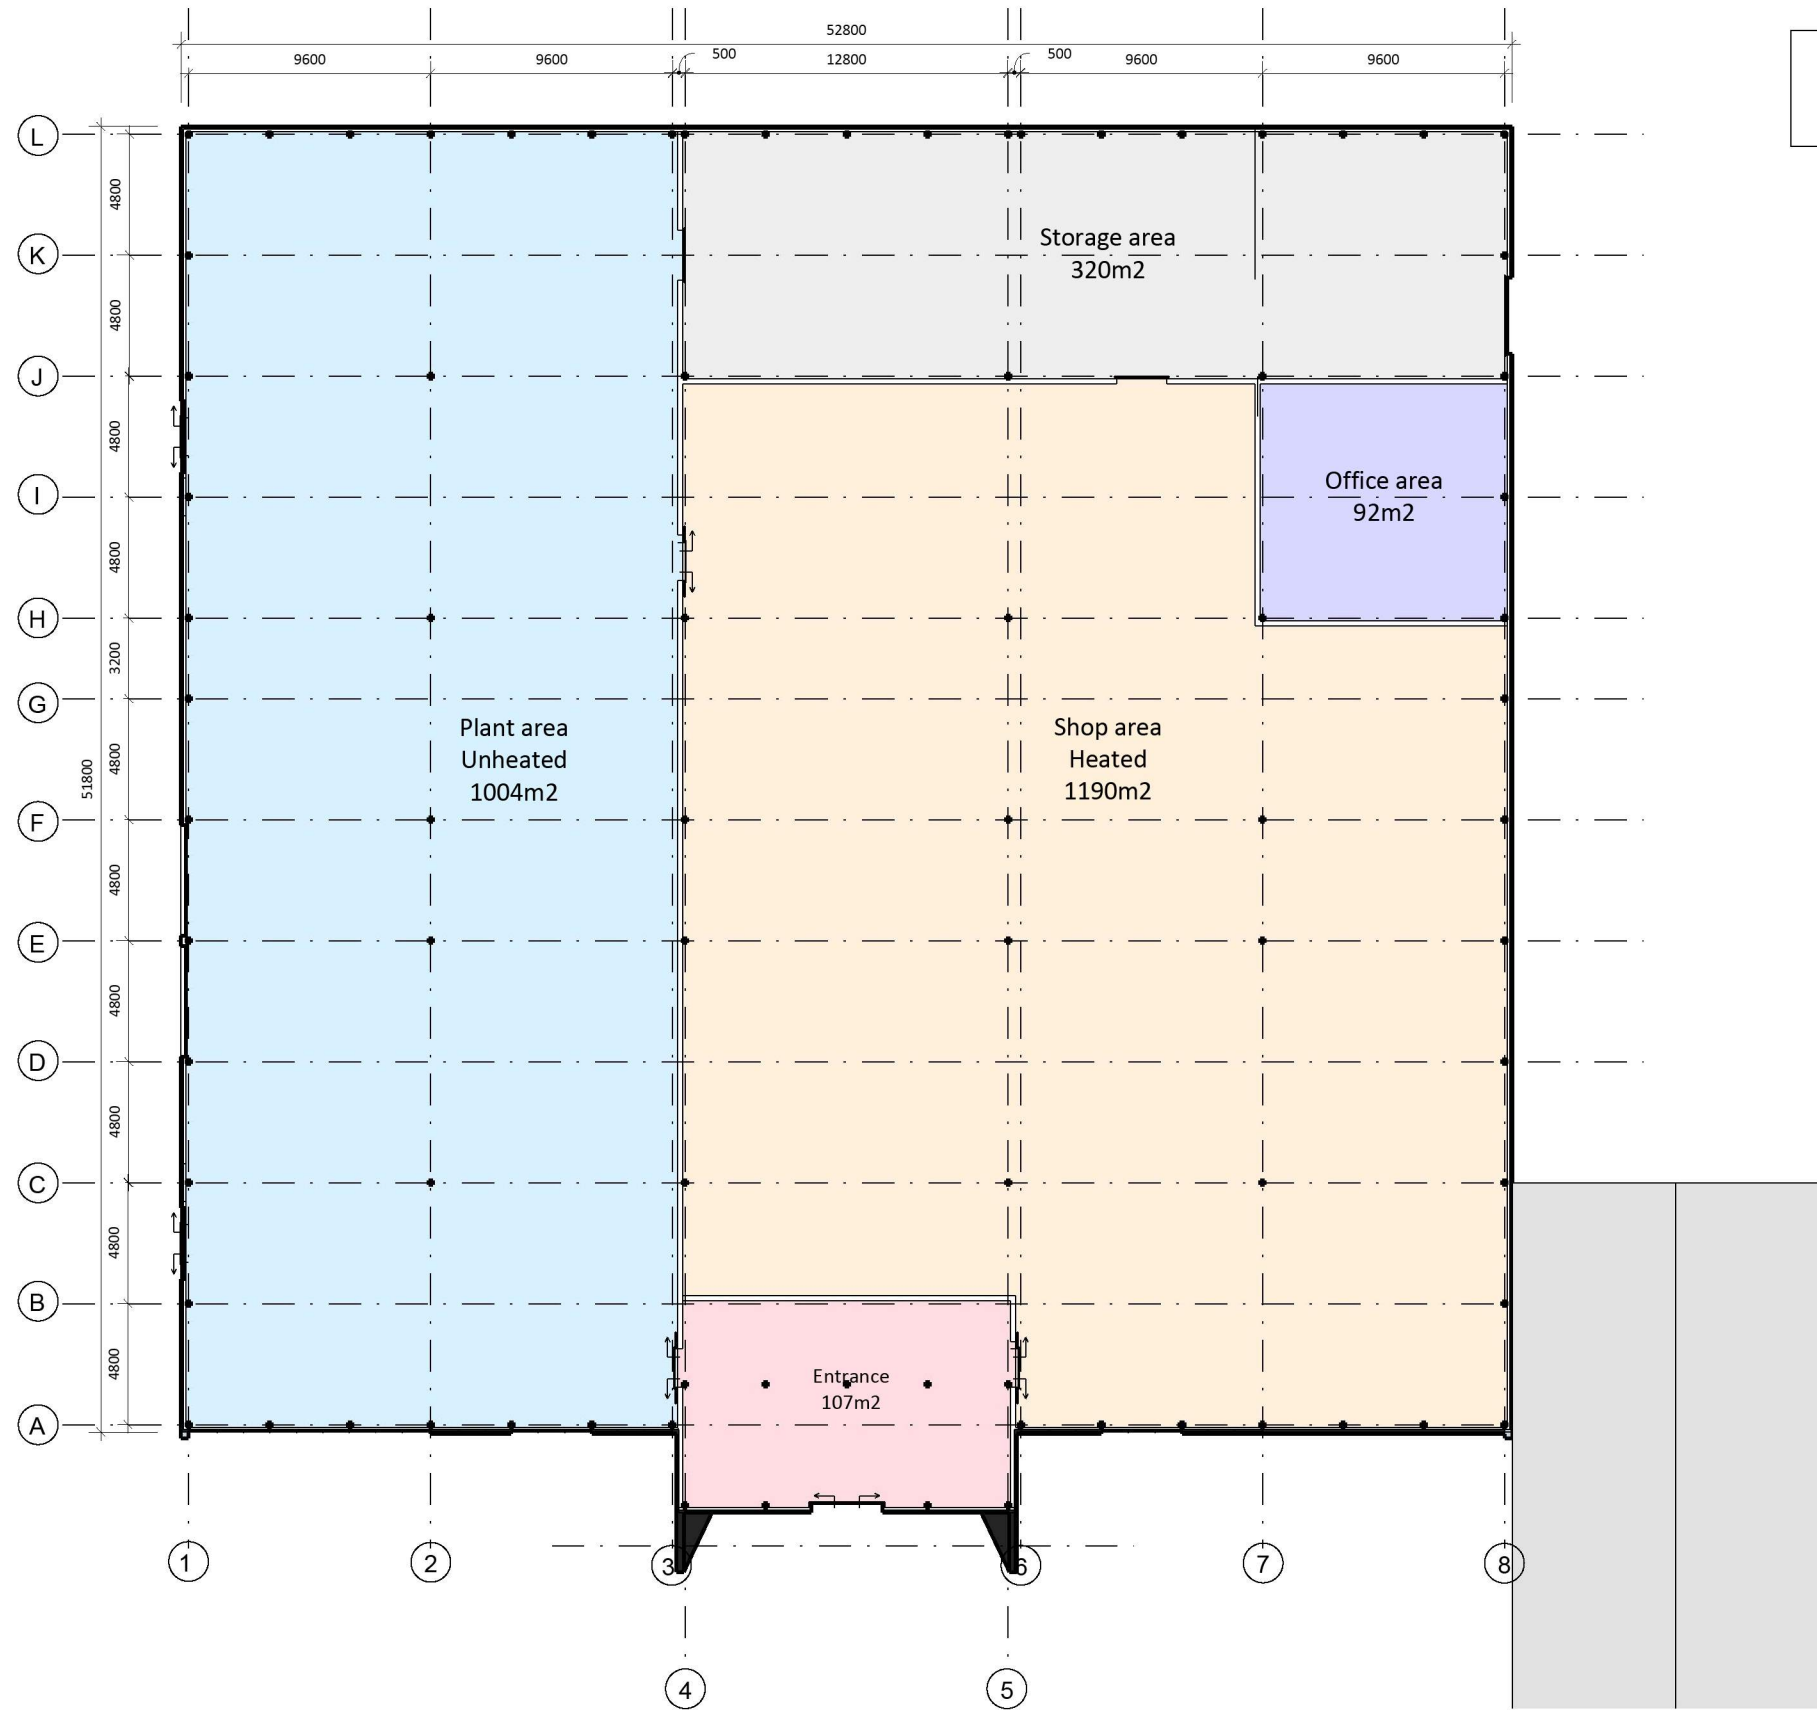 52800
9600
9600
500
12800
500
9600
9600
L
K
J
I
H
G
F
E
D
C
B
A
4800
4800
4800
4800
3200
4800
4800
4800
4800
4800
4800
51800
Storage area
320m2
Office area
92m2
Plant area
Unheated
1004m2
Shop area
Heated
1190m2
Entrance
107m2
1
2
3
6
7
8
4
5